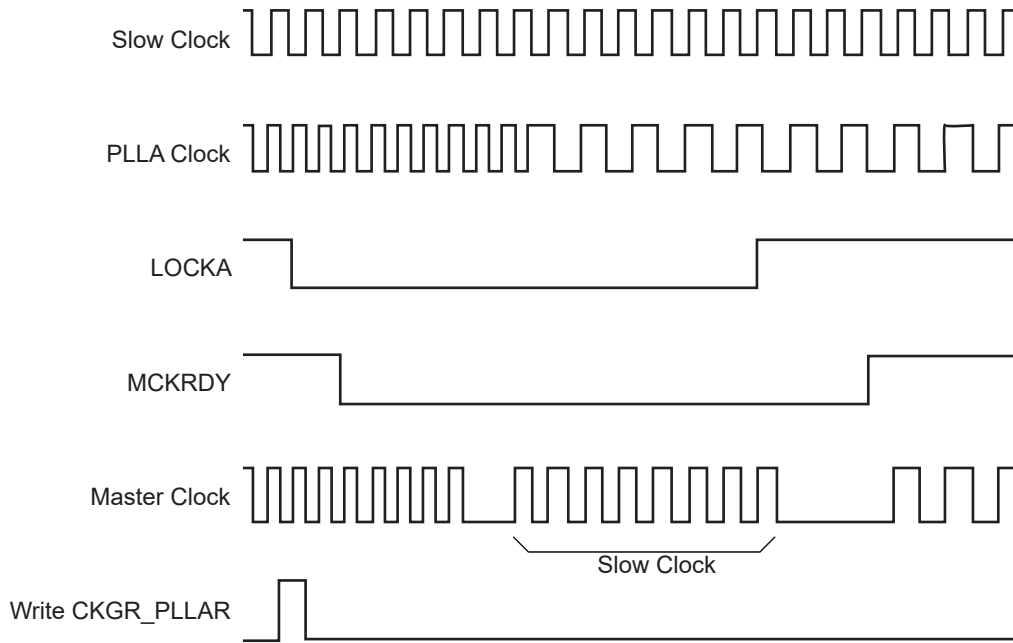 Slow Clock
PLLA Clock
LOCKA
MCKRDY
Master Clock
Slow Clock
Write CKGR_PLLAR